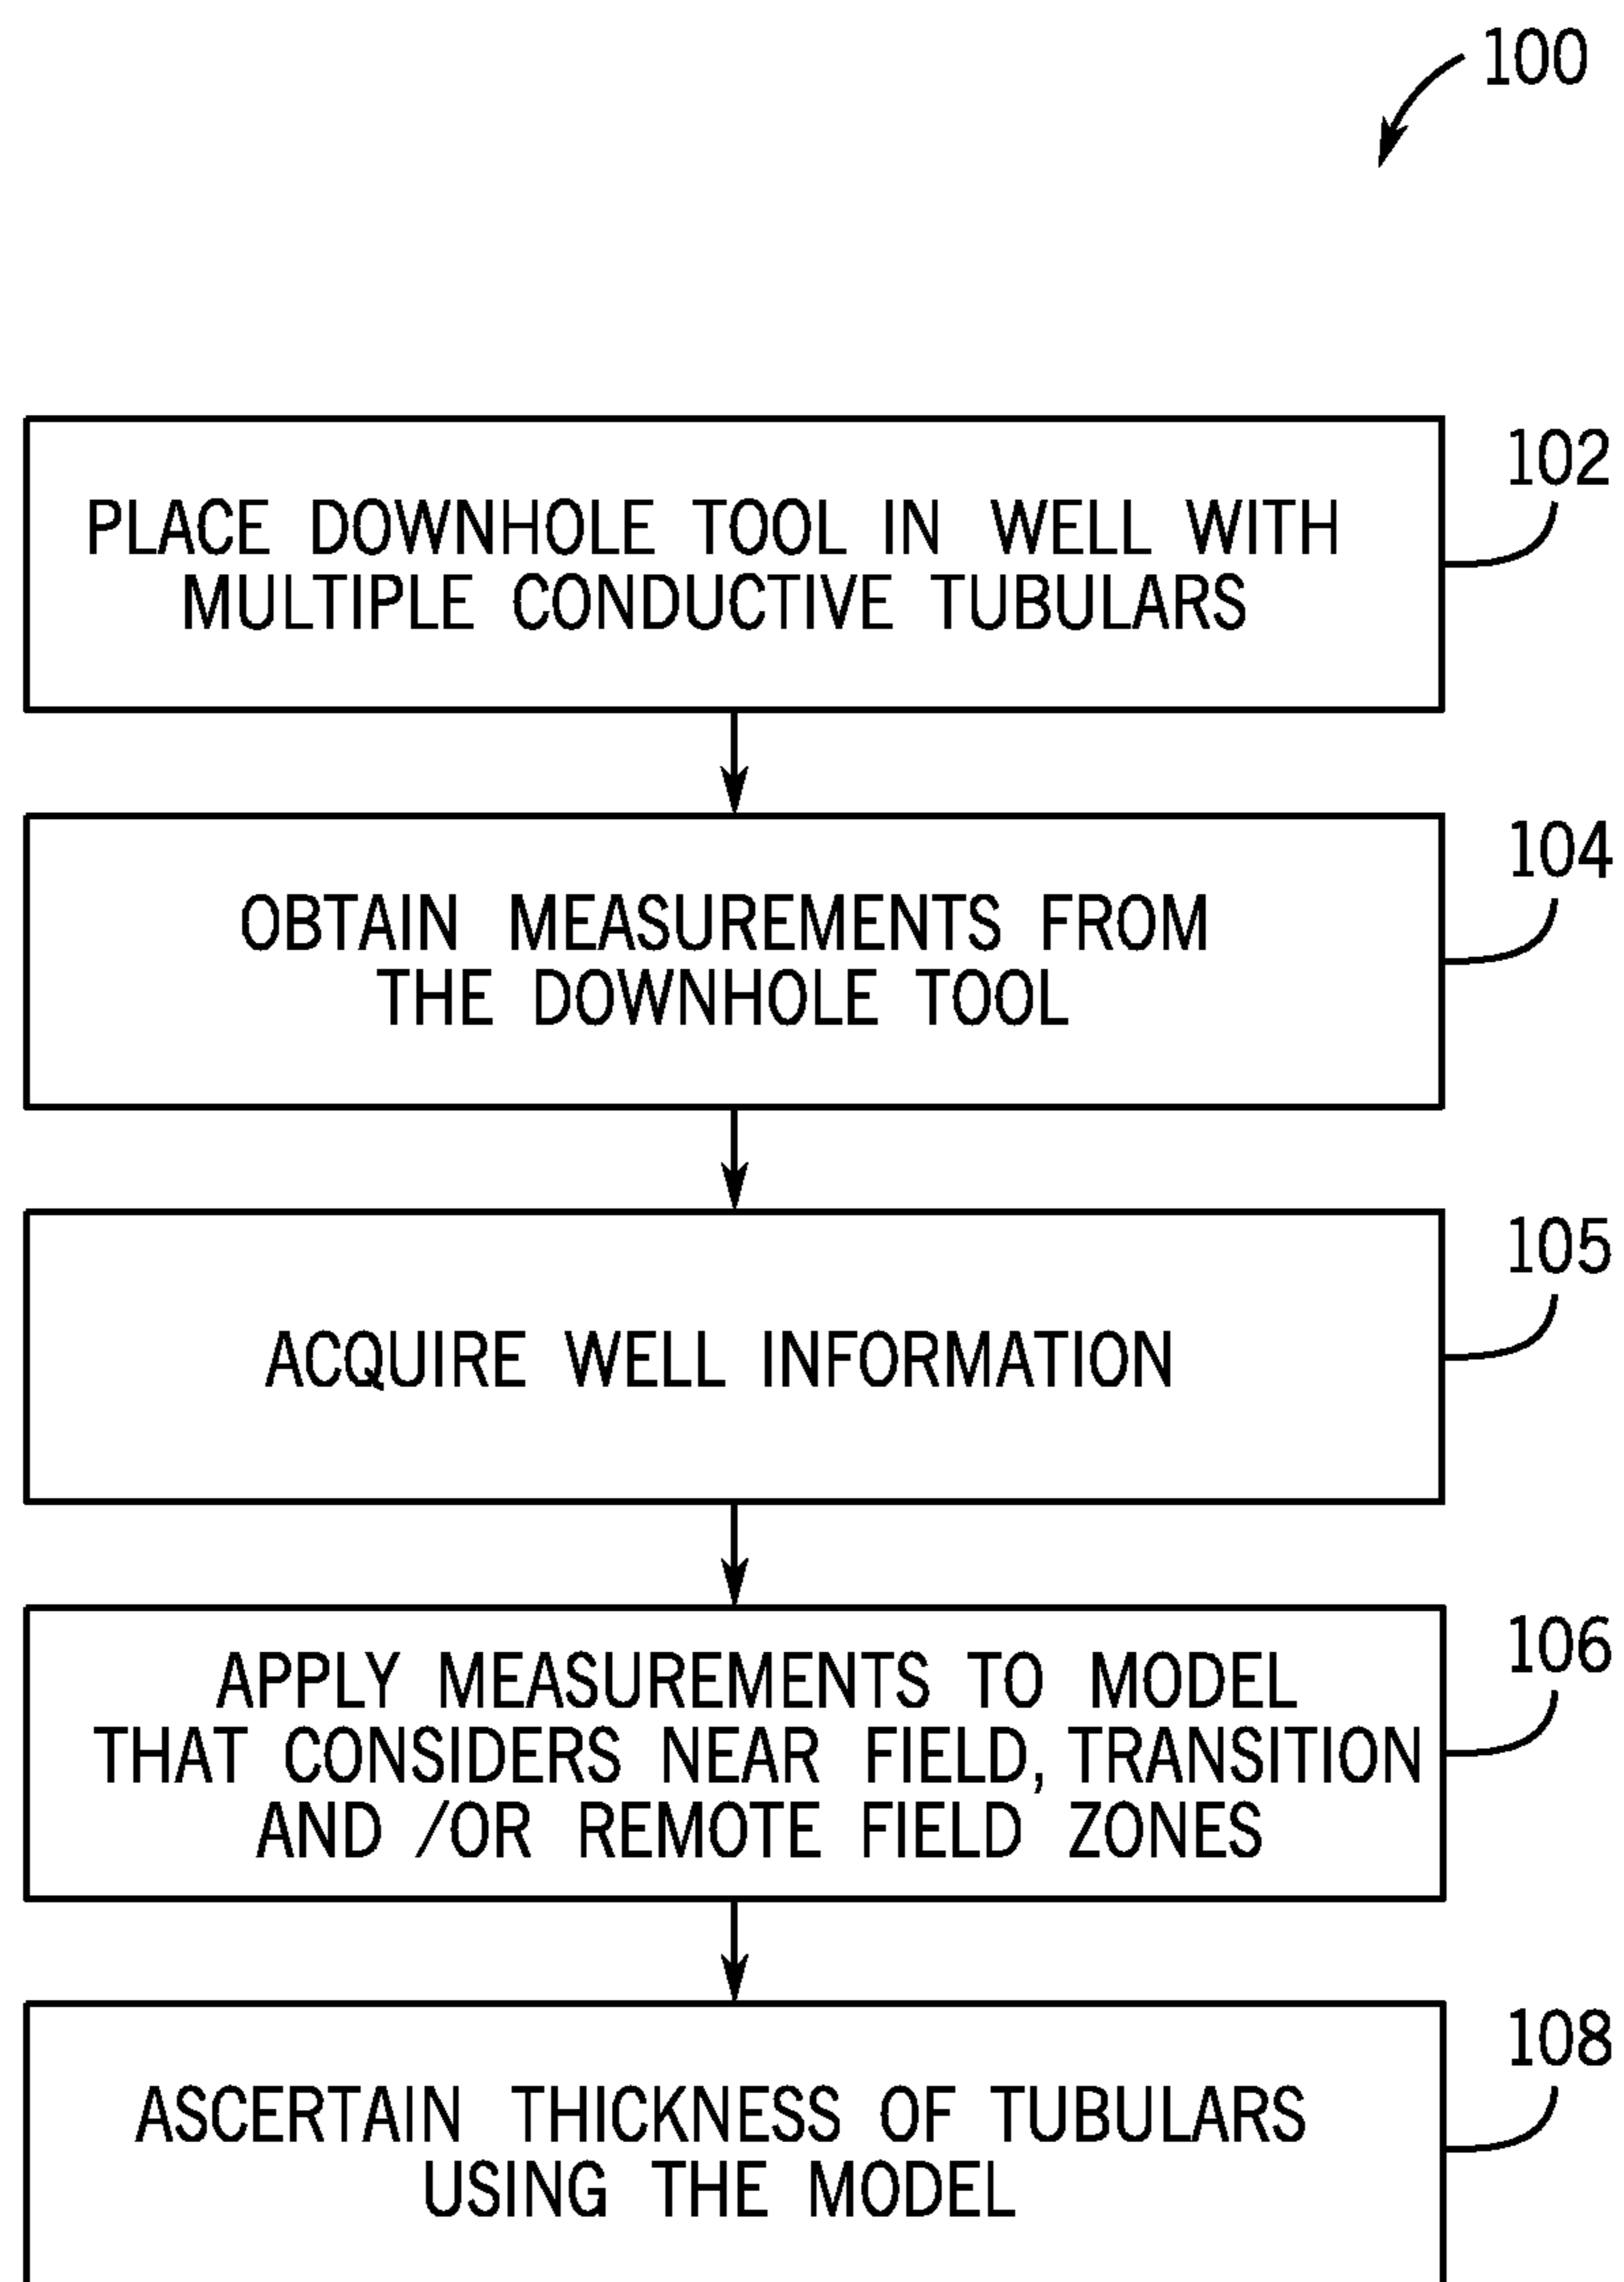 100
102
PLACE DOWNHOLE TOOL IN WELL WITH
MULTIPLE CONDUCTIVE TUBULARS
104
OBTAIN MEASUREMENTS FROM
THE DOWNHOLE TOOL
105
ACQUIRE WELL INFORMATION
106
APPLY MEASUREMENTS TO MODEL
THAT CONSIDERS NEAR FIELD, TRANSITION
AND /OR REMOTE FIELD ZONES
108
ASCERTAIN THICKNESS OF TUBULARS
USING THE MODEL